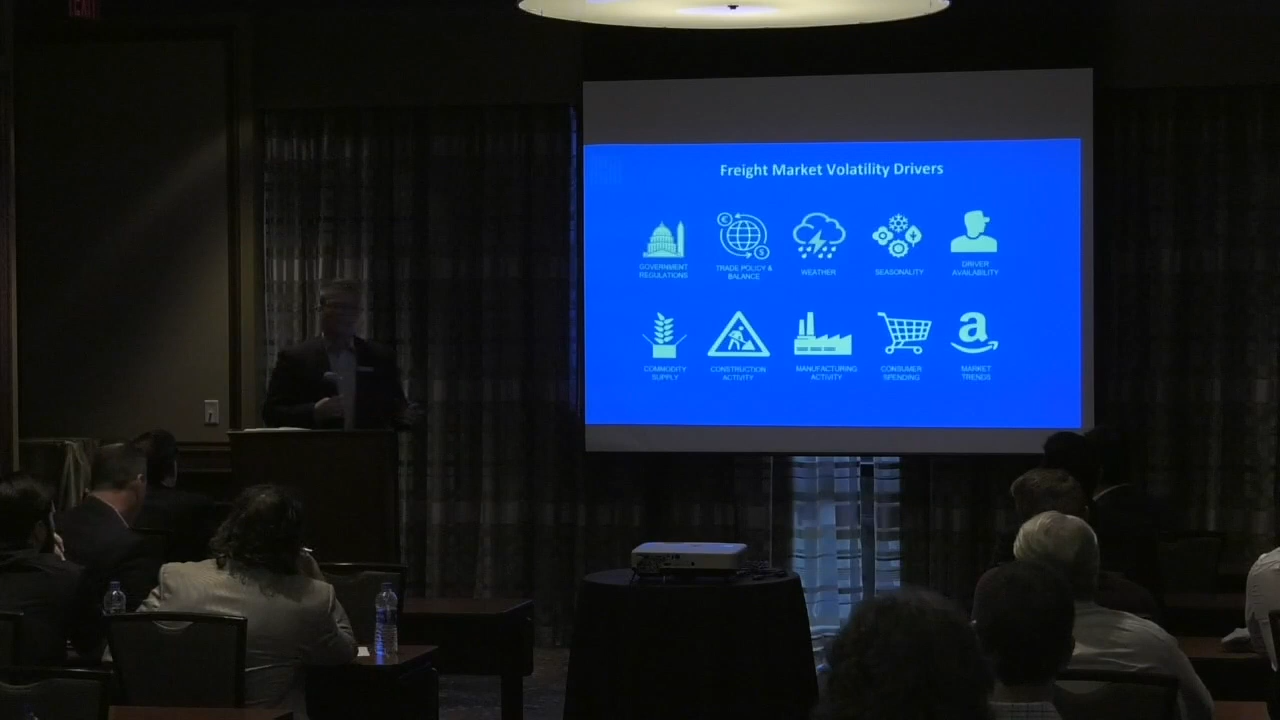 EXIT
Freight Market Volatility Drivers
GOVERNMENT
REGULATIONS
TRADE POLICY &
BALANCE
WEATHER
SEASONALITY
DRIVER
AVAILABILITY
COMMODITY
SUPPLY
CONSTRUCTION
ACTIVITY
MANUFACTURING
ACTIVITY
CONSUMER
SPENDING
a
MARKET
TRENDS